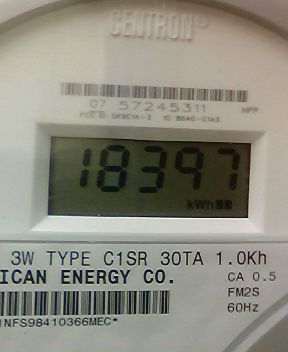 CENTRON®
07 57245311 HPP
18397
kWh
3W TYPE C1SR 30TA 1.0Kh
ICAN ENERGY CO. CA 0.5
FM2S
60Hz
NFS98410366MEC*